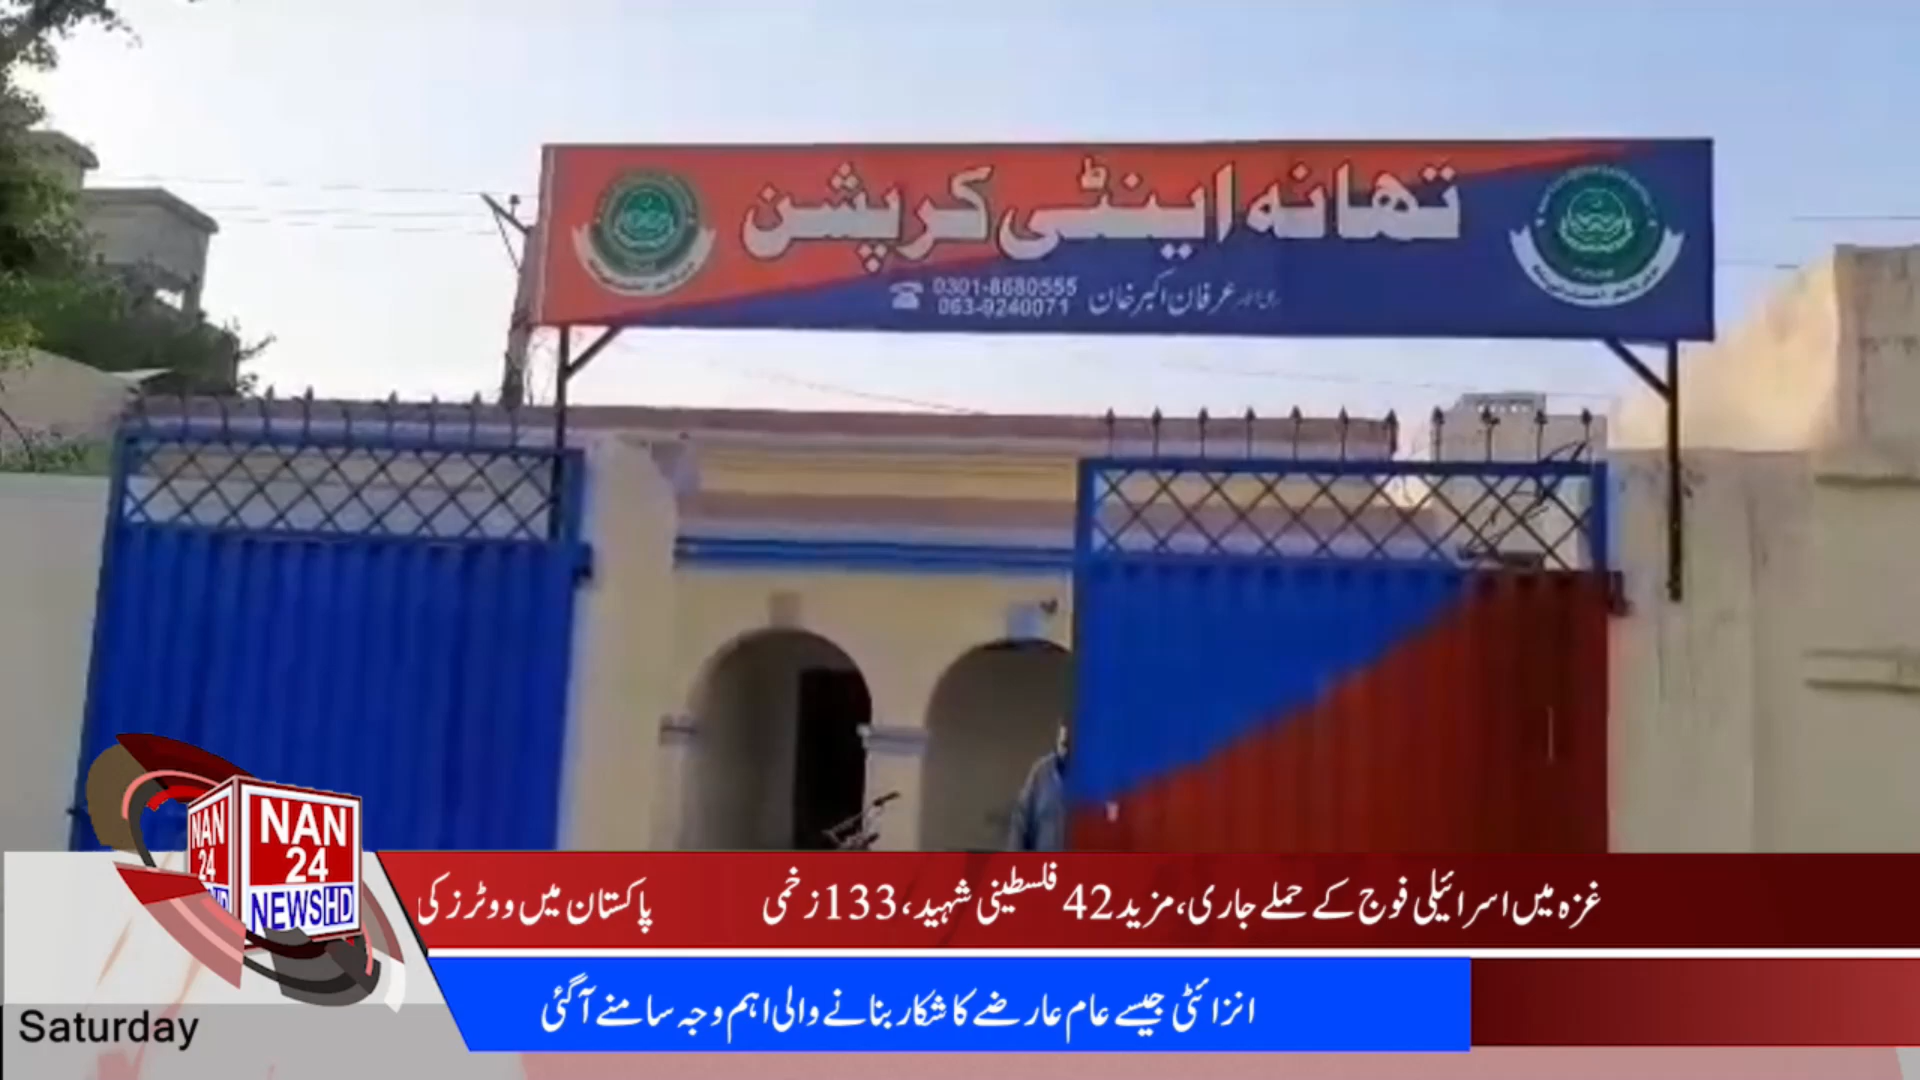 تھانہ اینٹی کرپشن
0301-8680555
063-9240071
عرفان اکبر خان
NAN
24
NEWSHD
NAN
24
غزہ میں اسرائیلی فوج کے حملے جاری، مزید 42 فلسطینی شہید، 133 زخمی
پاکستان میں ووٹرز کی
انزائٹی جیسے عام عارضے کا شکار بنانے والی اہم وجہ سامنے آگئی
Saturday